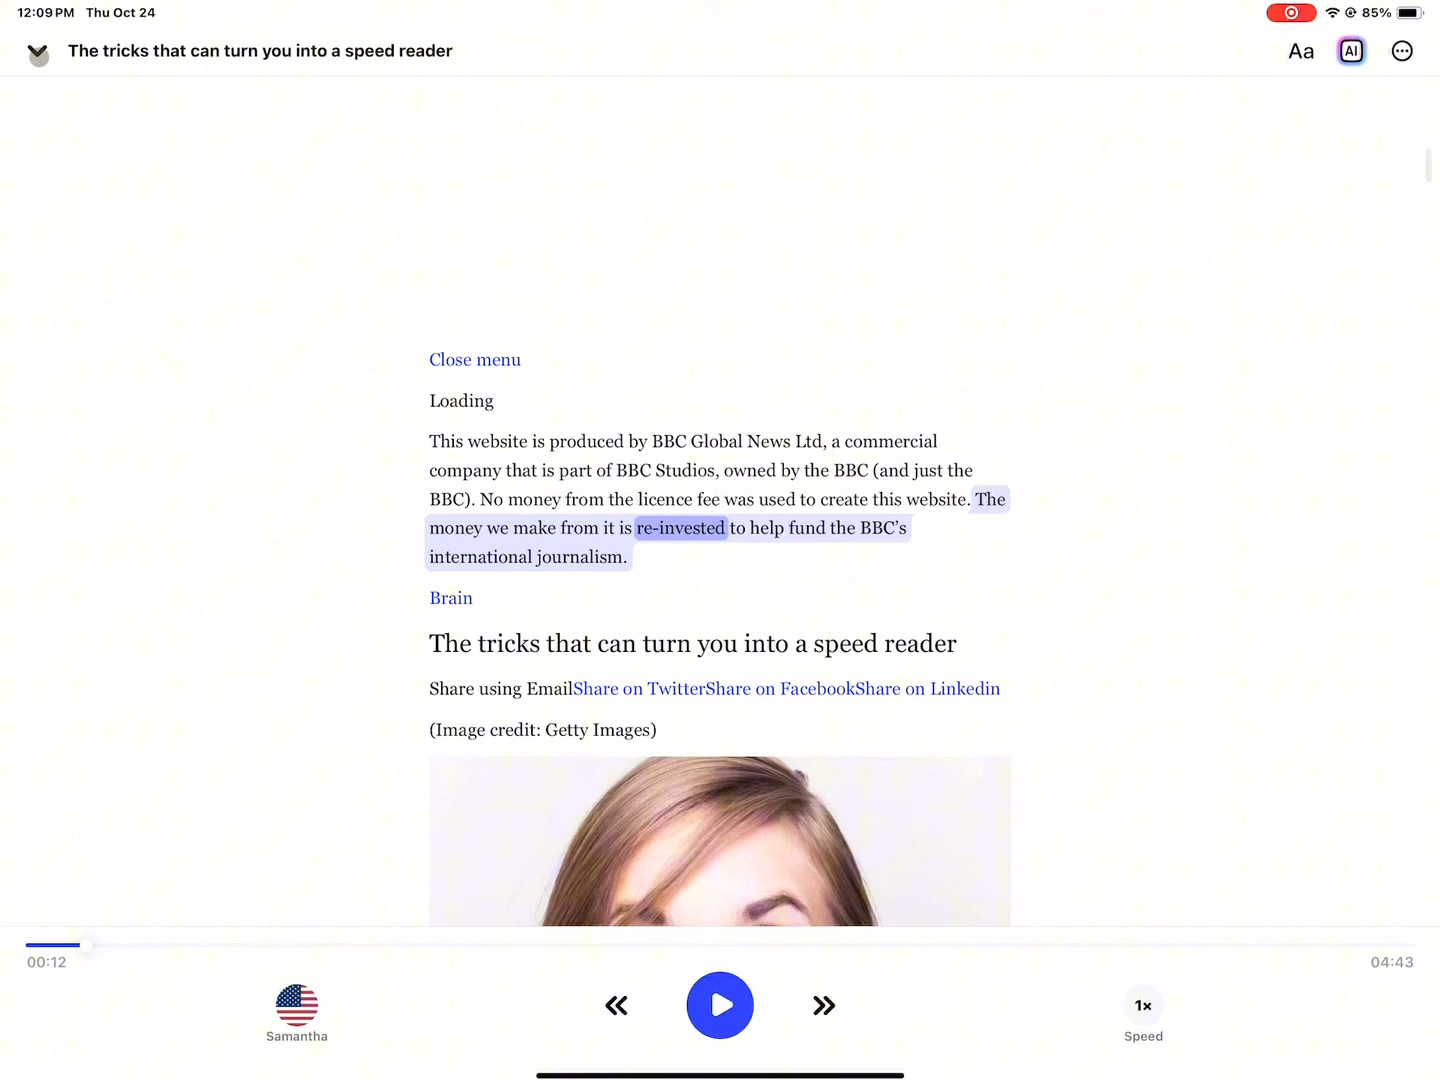 12:09 PM Thu Oct 24
85%
The tricks that can turn you into a speed reader
Aa
AI
Close menu
Loading
This website is produced by BBC Global News Ltd, a commercial
company that is part of BBC Studios, owned by the BBC (and just the
BBC). No money from the licence fee was used to create this website. The
money we make from it is re-invested to help fund the BBC’s
international journalism.
Brain
The tricks that can turn you into a speed reader
Share using EmailShare on TwitterShare on FacebookShare on Linkedin
(Image credit: Getty Images)
00:12
04:43
Samantha
1×
Speed